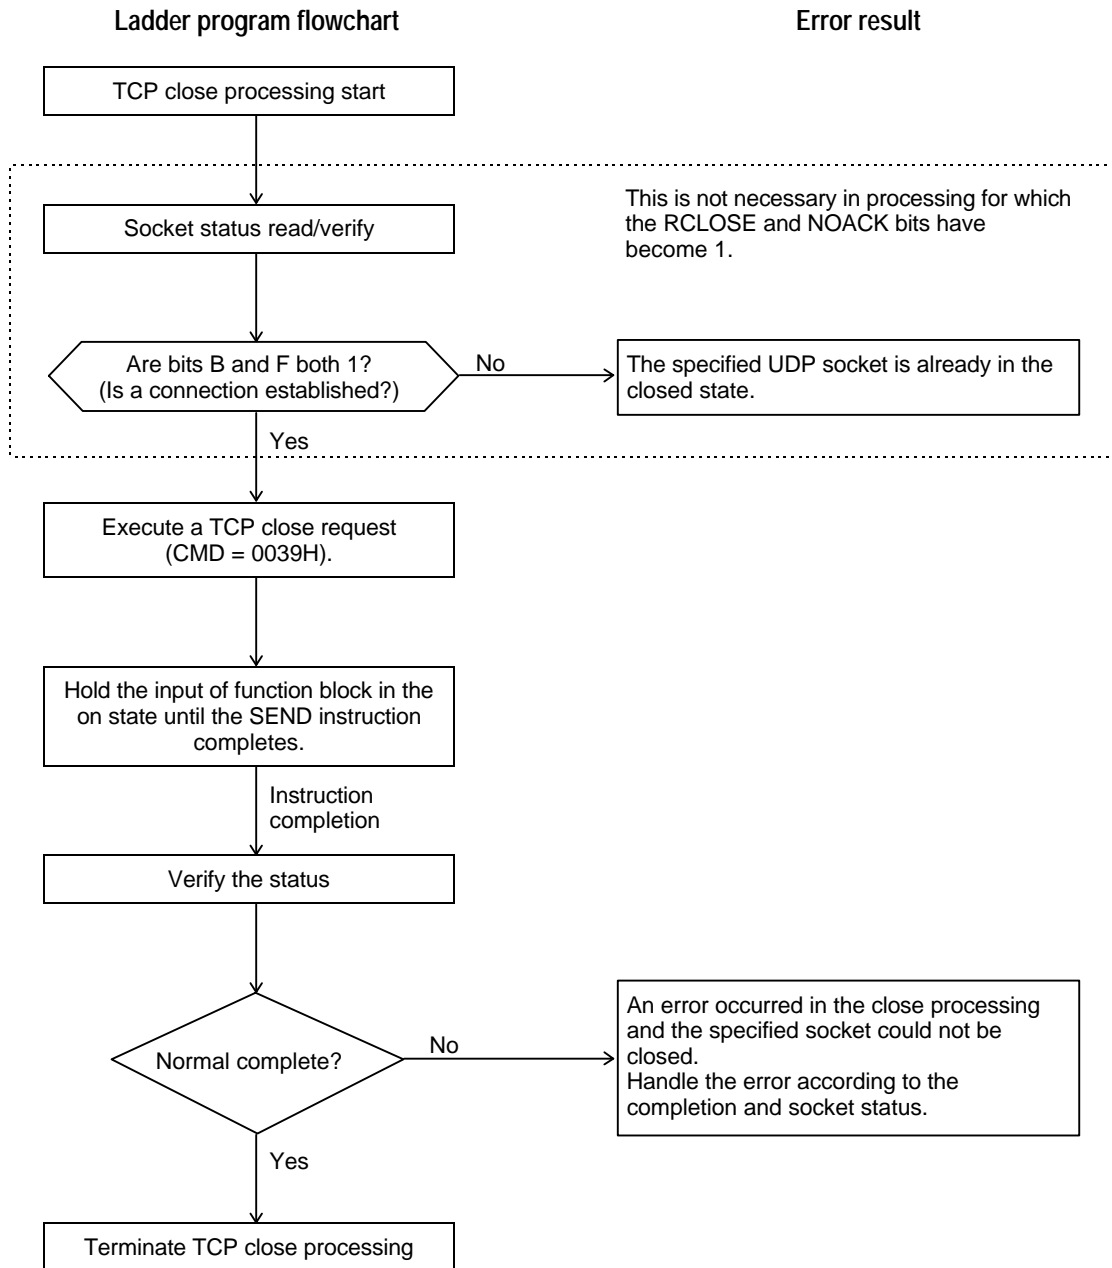 Ladder program flowchart
Error result
TCP close processing start
Socket status read/verify
This is not necessary in processing for which
the RCLOSE and NOACK bits have
become 1.
Are bits B and F both 1?
(Is a connection established?)
No
The specified UDP socket is already in the
closed state.
Yes
Execute a TCP close request
(CMD = 0039H).
Hold the input of function block in the
on state until the SEND instruction
completes.
Instruction
completion
Verify the status
Normal complete?
No
An error occurred in the close processing
and the specified socket could not be
closed.
Handle the error according to the
completion and socket status.
Yes
Terminate TCP close processing